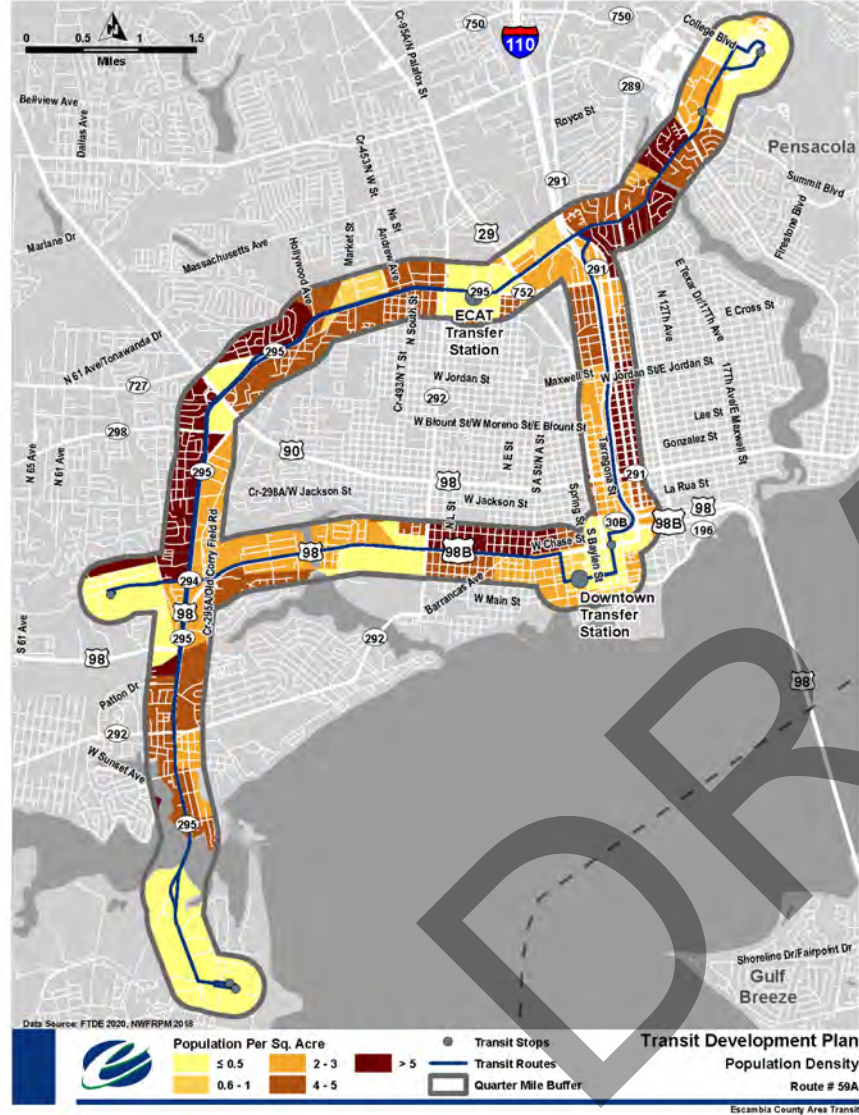 0 0.5 1 1.5
Miles
N
110
750
750
College Blvd
Cr-95A/N Palafox St
289
Royce St
Bellview Ave
Dallas Ave
Cr-453/N W St
Pensacola
291
Summit Blvd
Firestone Blvd
Marlane Dr
Massachusetts Ave
Hollywood Ave
Market St
Andrew Ave
Ns St
29
291
295
752
ECAT
Transfer
Station
N South St
E Texar Dr/17Th Ave
N 12Th Ave
E Cross St
N 61 Ave/Tonawanda Dr
295
727
Cr-493/N T St
W Jordan St
292
Maxwell St
W Jordan St/E Jordan St
17Th Ave/E Maxwell St
Lee St
298
W Blount St/W Moreno St/E Blount St
Gonzalez St
N 65 Ave
N 61 Ave
90
295
98
N E St
S A St/N A St
Tarragona St
291
La Rua St
Cr-298A/W Jackson St
W Jackson St
N L St
Spring St
30B
98B
98
196
Cr-295A/Old Corry Field Rd
98
98B
W Chase St
S Baylen St
294
Barrancas Ave
W Main St
Downtown
Transfer
Station
98
295
S 61 Ave
98
292
98
Patton Dr
292
W Sunset Ave
295
Shoreline Dr/Fairpoint Dr
Gulf
Breeze
DRA
Data Source: FTDE 2020, NWFRPM 2018
Population Per Sq. Acre
≤ 0.5
2 - 3
> 5
0.6 - 1
4 - 5
Transit Stops
Transit Routes
Quarter Mile Buffer
Transit Development Plan
Population Density
Route # 59A
Escambia County Area Transit